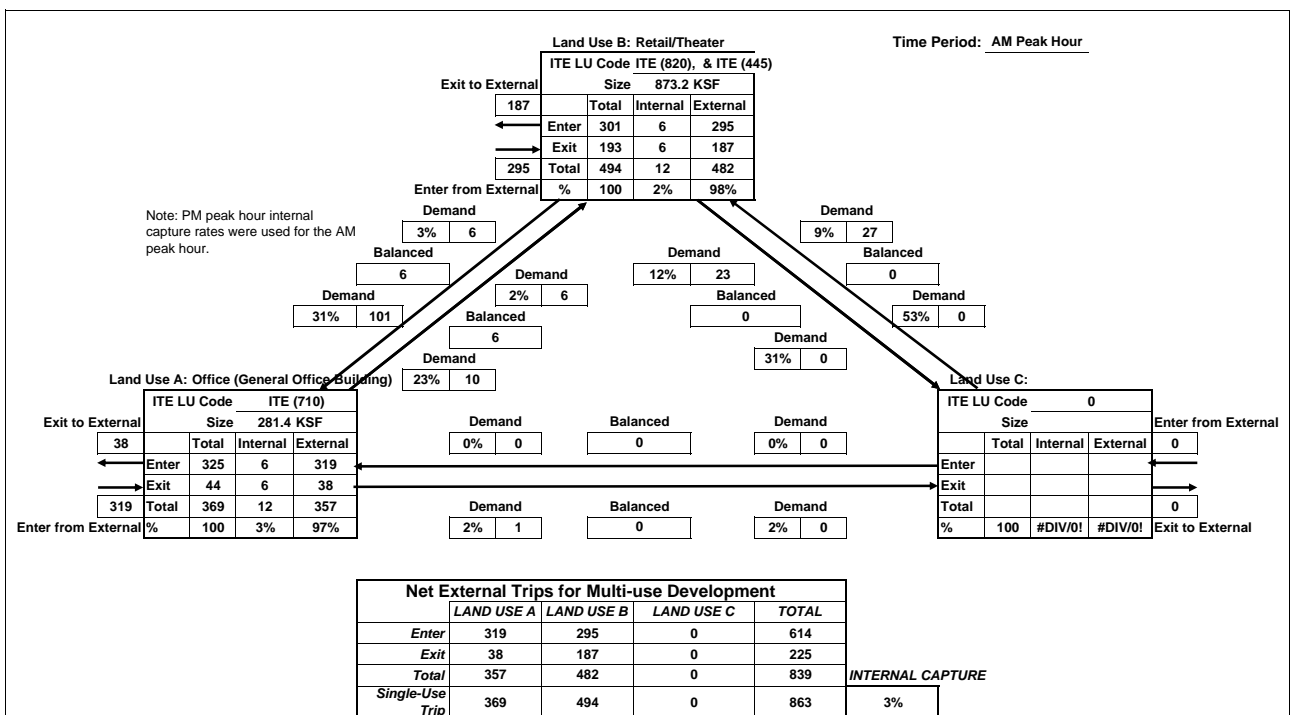 Land Use B: Retail/Theater
Time Period: AM Peak Hour
ITE LU Code ITE (820), & ITE (445)
Exit to External Size 873.2 KSF
187 Total Internal External
Enter 301 6 295
Exit 193 6 187
295 Total 494 12 482
Enter from External % 100 2% 98%
Note: PM peak hour internal
capture rates were used for the AM
peak hour.
Demand
3% 6
Balanced
6
Demand
31% 101
Demand
2% 6
Balanced
6
Demand
23% 10
Demand
12% 23
Balanced
0
Demand
31% 0
Demand
9% 27
Balanced
0
Demand
53% 0
Land Use A: Office (General Office Building)
ITE LU Code ITE (710)
Exit to External Size 281.4 KSF
38 Total Internal External
Enter 325 6 319
Exit 44 6 38
319 Total 369 12 357
Enter from External % 100 3% 97%
Demand Balanced Demand
0% 0 0 0% 0
Demand Balanced Demand
2% 1 0 2% 0
Land Use C:
ITE LU Code 0
Size Enter from External
Total Internal External 0
Enter
Exit
Total 0
% 100 #DIV/0! #DIV/0! Exit to External
Net External Trips for Multi-use Development
LAND USE A LAND USE B LAND USE C TOTAL
Enter 319 295 0 614
Exit 38 187 0 225
Total 357 482 0 839 INTERNAL CAPTURE
Single-Use
Trip 369 494 0 863 3%